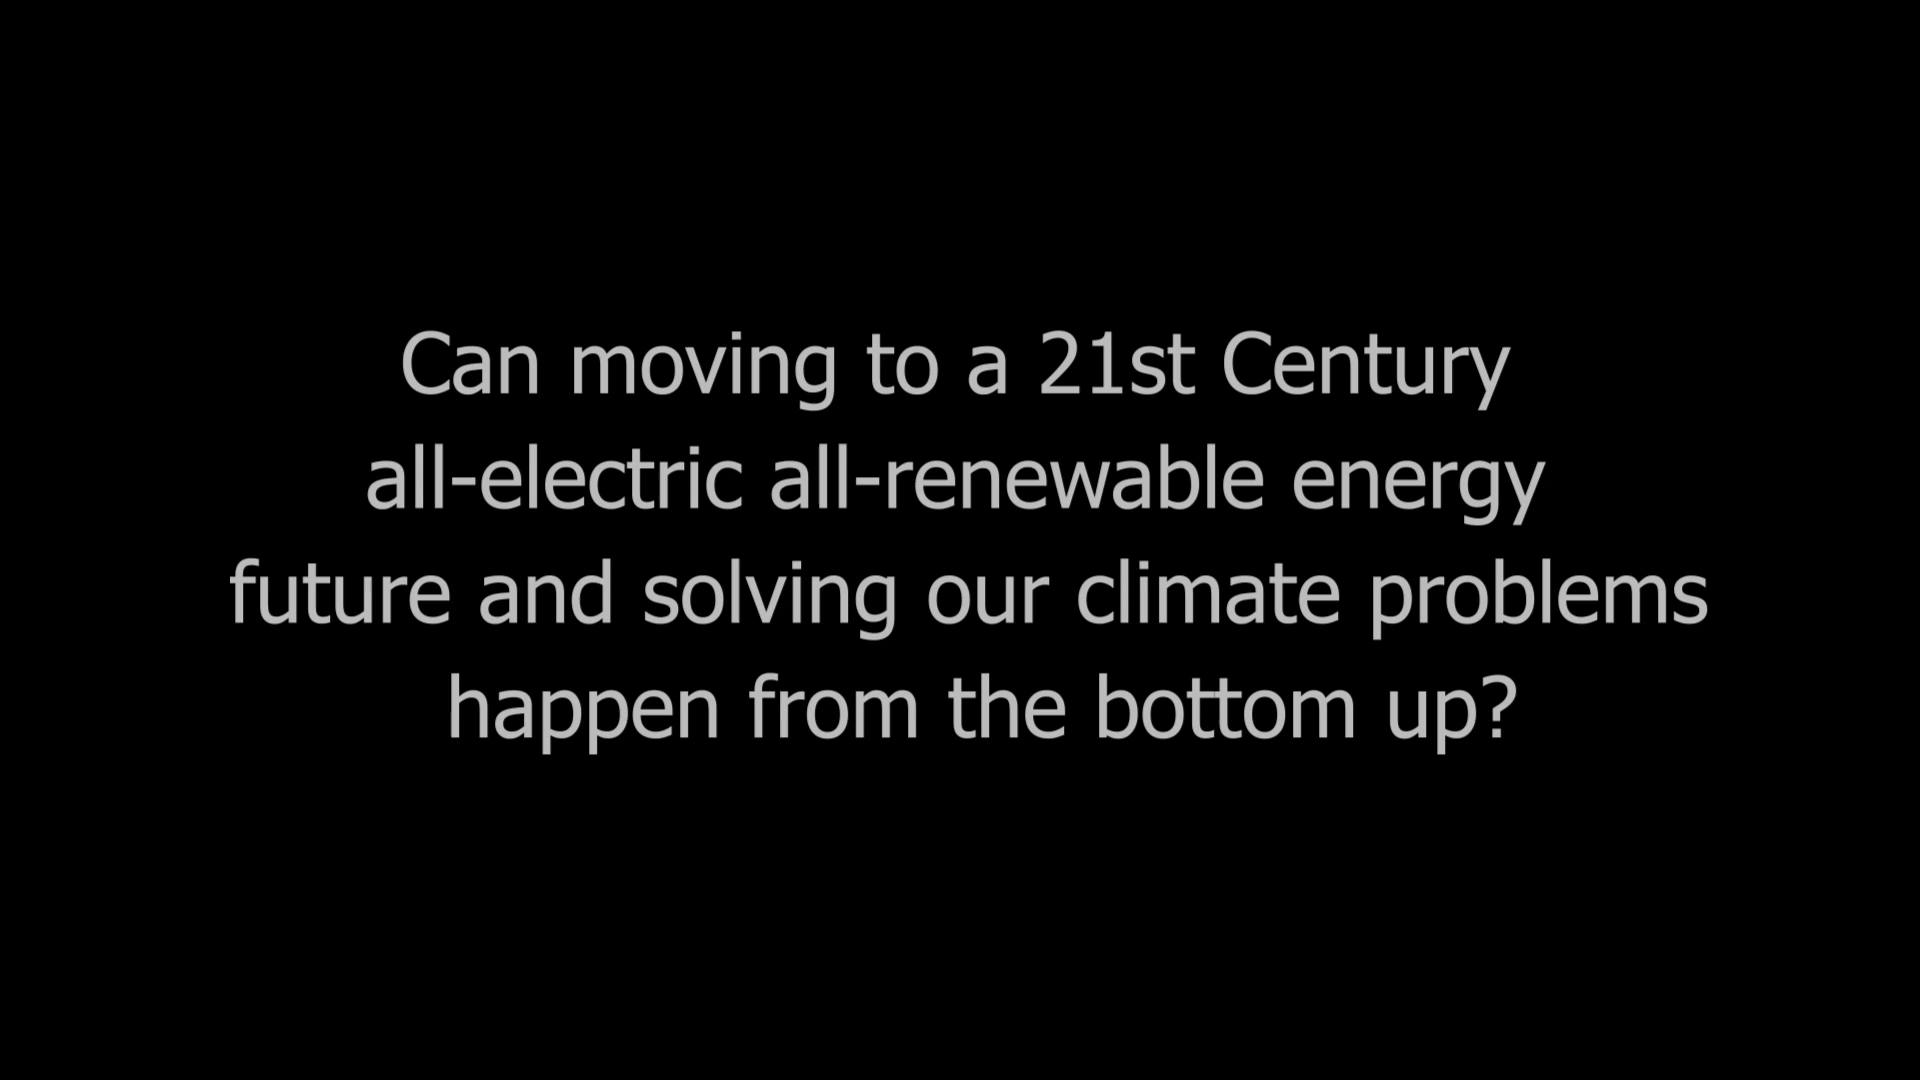 Can moving to a 21st Century
all-electric all-renewable energy
future and solving our climate problems
happen from the bottom up?